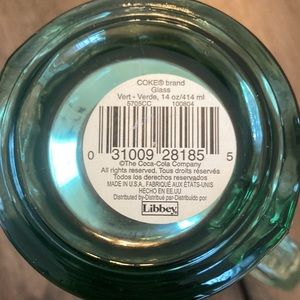 COKE® brand
Glass
Vert - Verde, 14 oz/414 ml
5705CC 100804
0 31009 28185 5
©The Coca-Cola Company
All rights reserved. Tous droits réservés
Todos los derechos reservados
MADE IN U.S.A., FABRIQUÉ AUX ÉTATS-UNIS
HECHO EN EE.UU
Distributed by-Distribué par-Distribuido por
Libbey